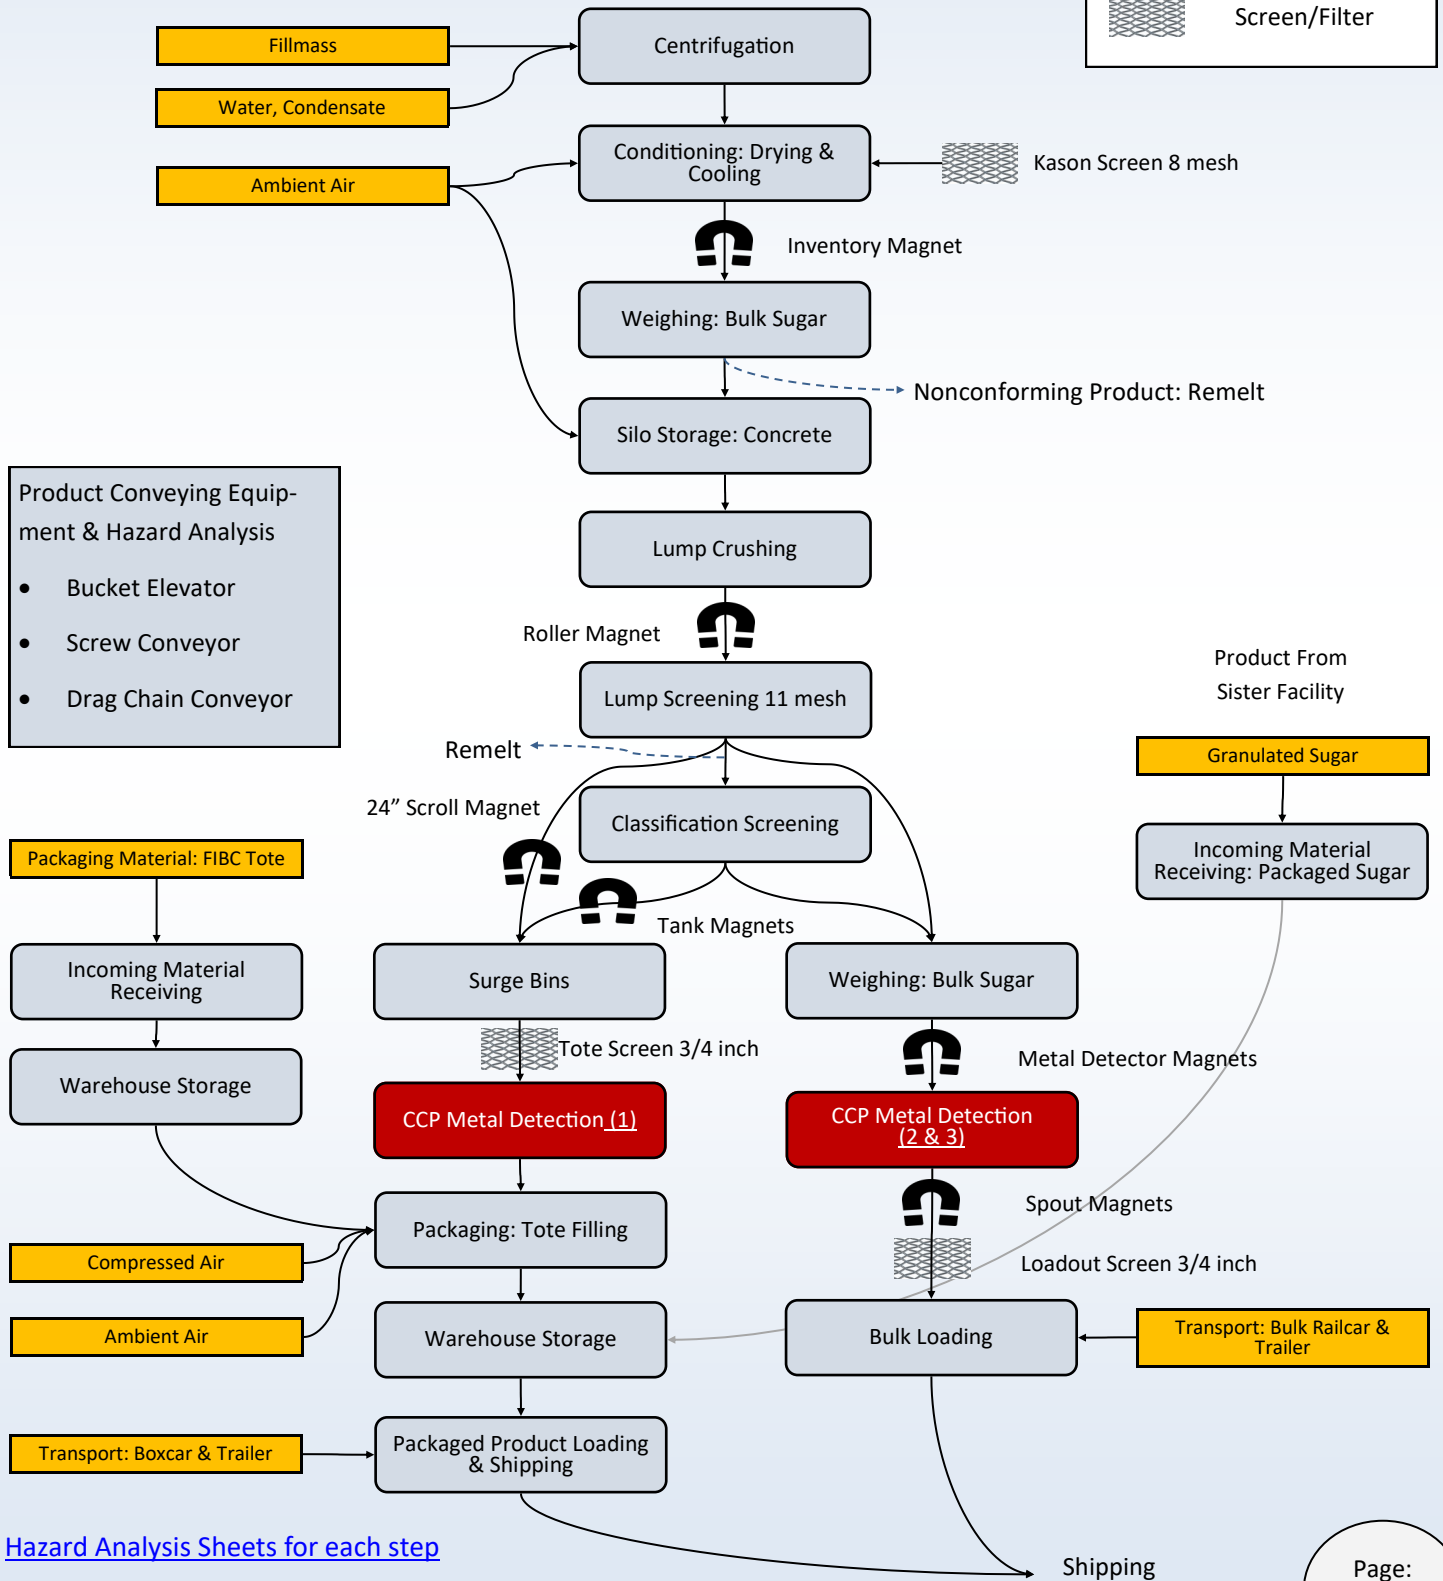 Screen/Filter
Fillmass
Centrifugation
Water, Condensate
Conditioning: Drying &
Cooling
Kason Screen 8 mesh
Ambient Air
Inventory Magnet
Weighing: Bulk Sugar
Nonconforming Product: Remelt
Silo Storage: Concrete
Product Conveying Equip-
ment & Hazard Analysis
• Bucket Elevator
• Screw Conveyor
• Drag Chain Conveyor
Lump Crushing
Roller Magnet
Lump Screening 11 mesh
Product From
Sister Facility
Remelt
Granulated Sugar
24” Scroll Magnet
Classification Screening
Packaging Material: FIBC Tote
Incoming Material
Receiving: Packaged Sugar
Tank Magnets
Incoming Material
Receiving
Surge Bins
Weighing: Bulk Sugar
Tote Screen 3/4 inch
Metal Detector Magnets
Warehouse Storage
CCP Metal Detection (1)
CCP Metal Detection
(2 & 3)
Spout Magnets
Packaging: Tote Filling
Compressed Air
Loadout Screen 3/4 inch
Ambient Air
Warehouse Storage
Bulk Loading
Transport: Bulk Railcar &
Trailer
Transport: Boxcar & Trailer
Packaged Product Loading
& Shipping
Hazard Analysis Sheets for each step
Shipping
Page: